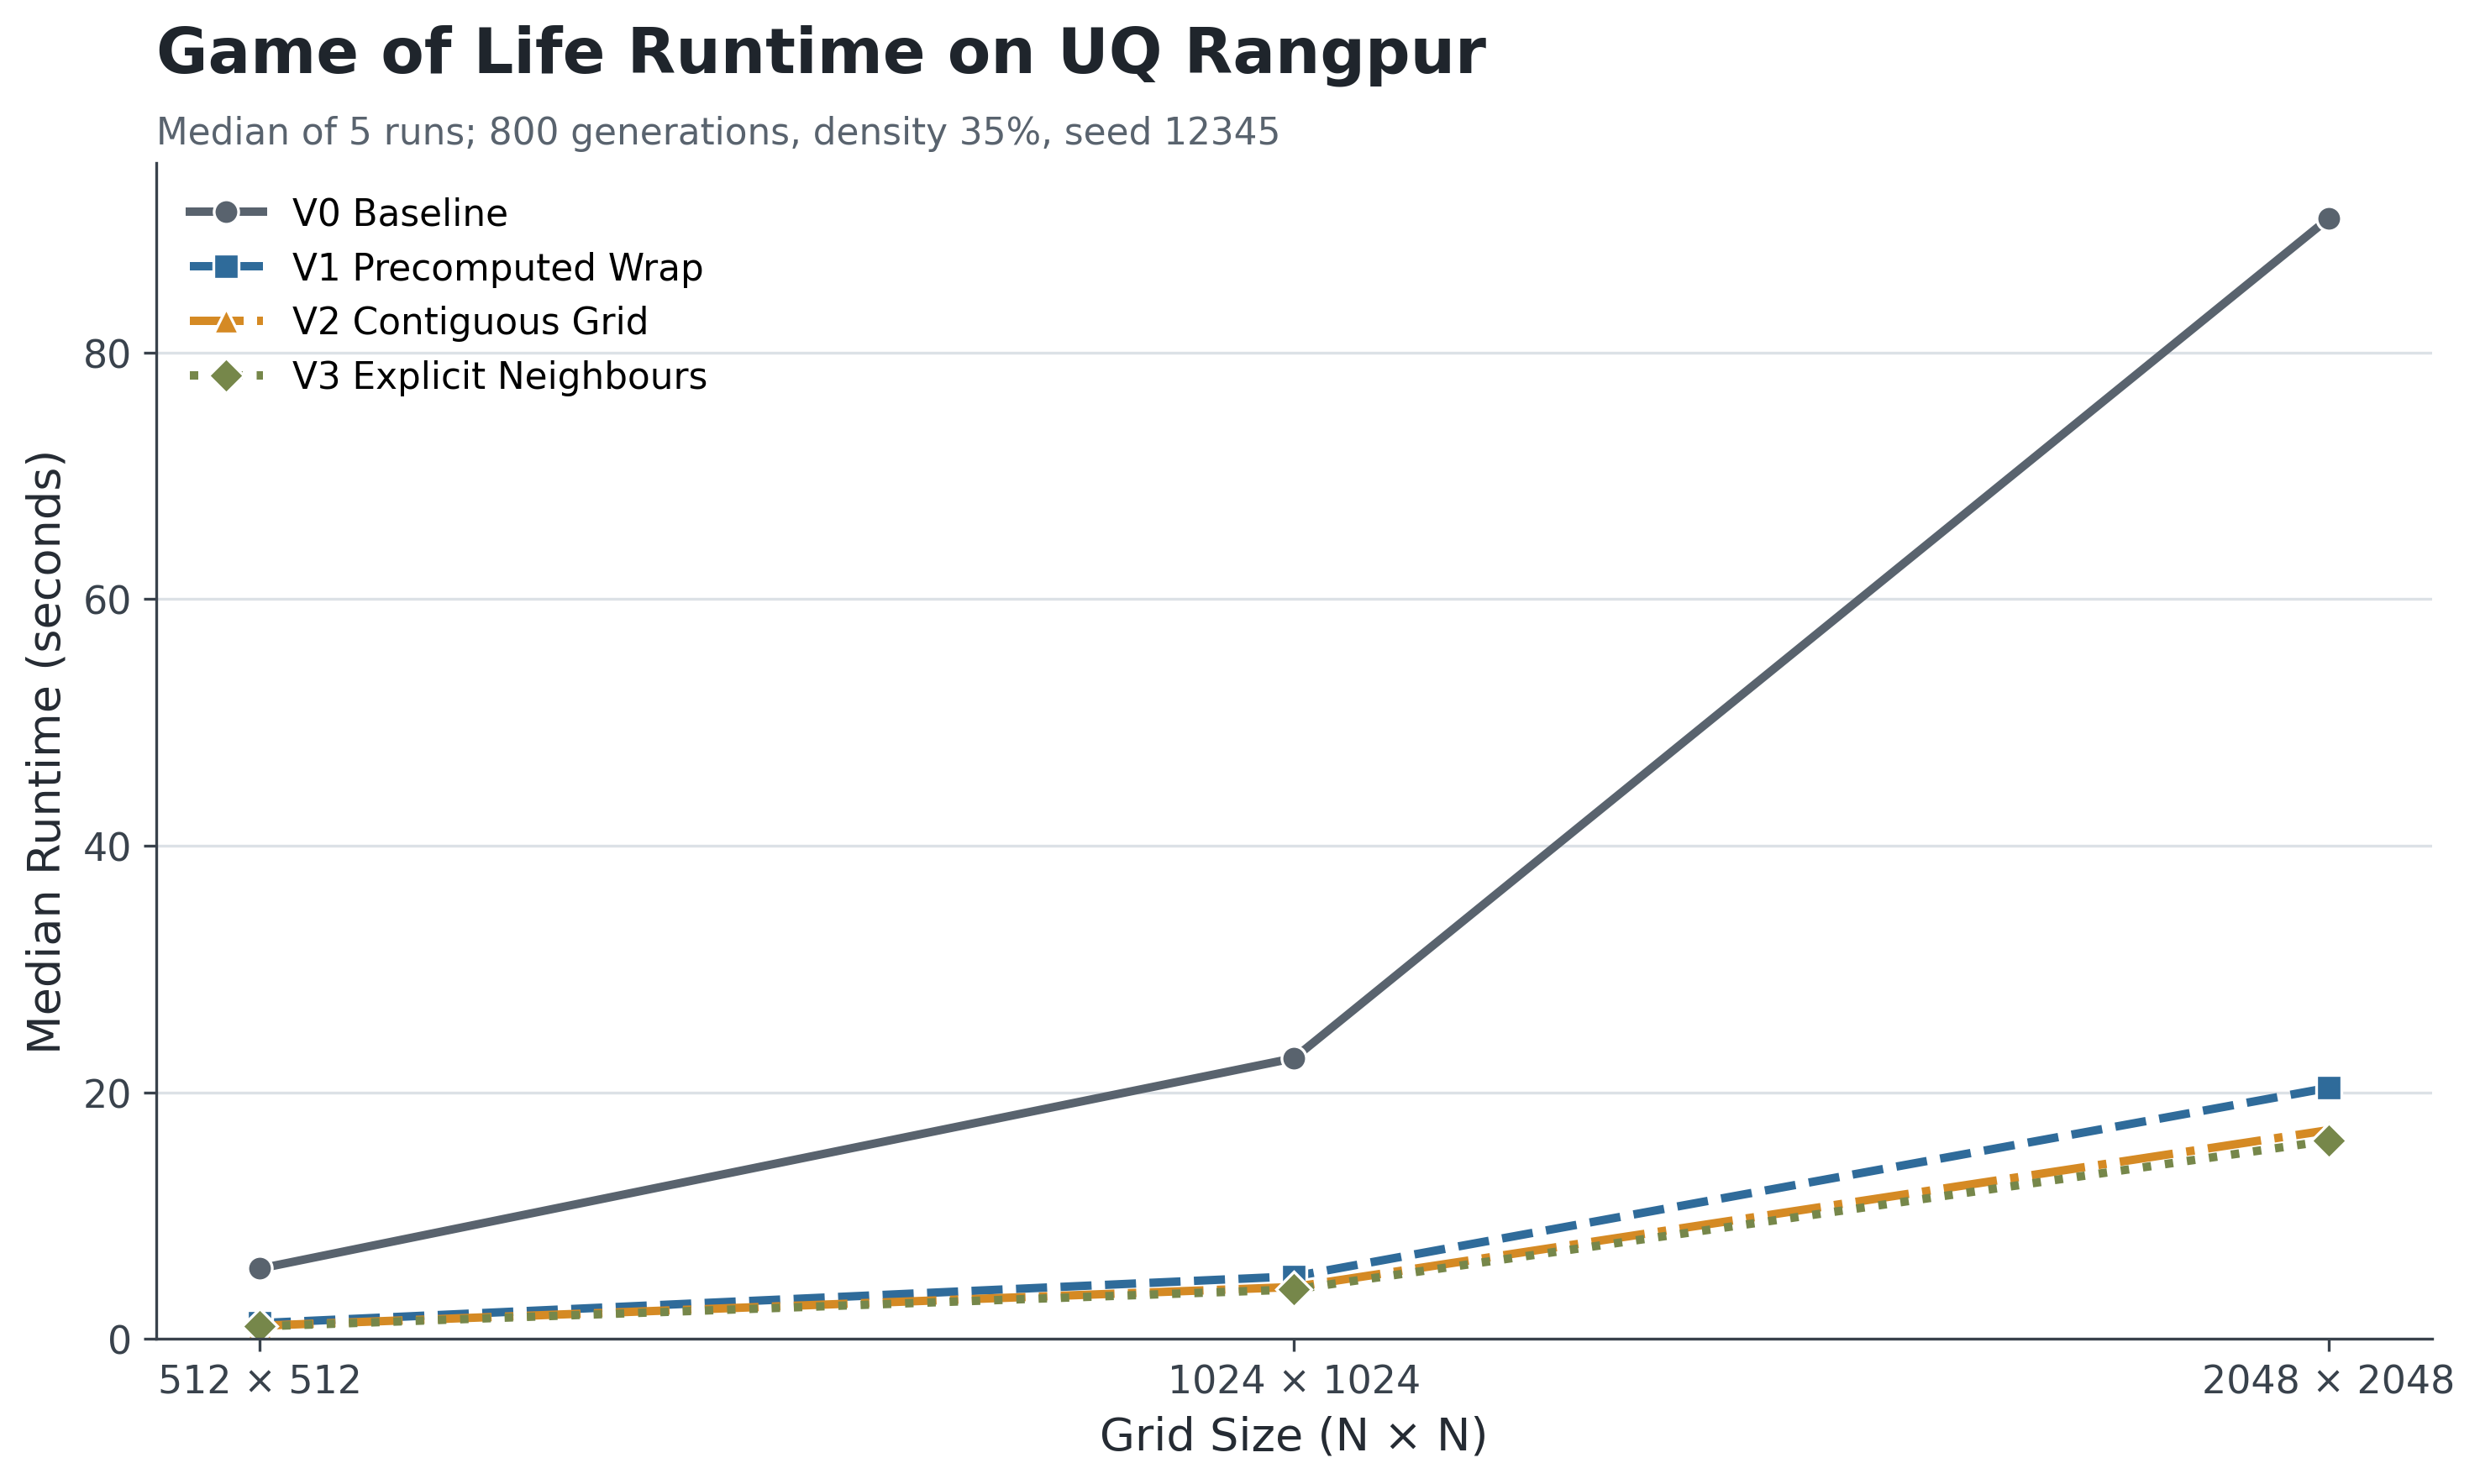 Game of Life Runtime on UQ Rangpur
Median of 5 runs; 800 generations, density 35%, seed 12345
V0 Baseline
V1 Precomputed Wrap
V2 Contiguous Grid
V3 Explicit Neighbours
Median Runtime (seconds)
80
60
40
20
0
512 × 512
1024 × 1024
2048 × 2048
Grid Size (N × N)